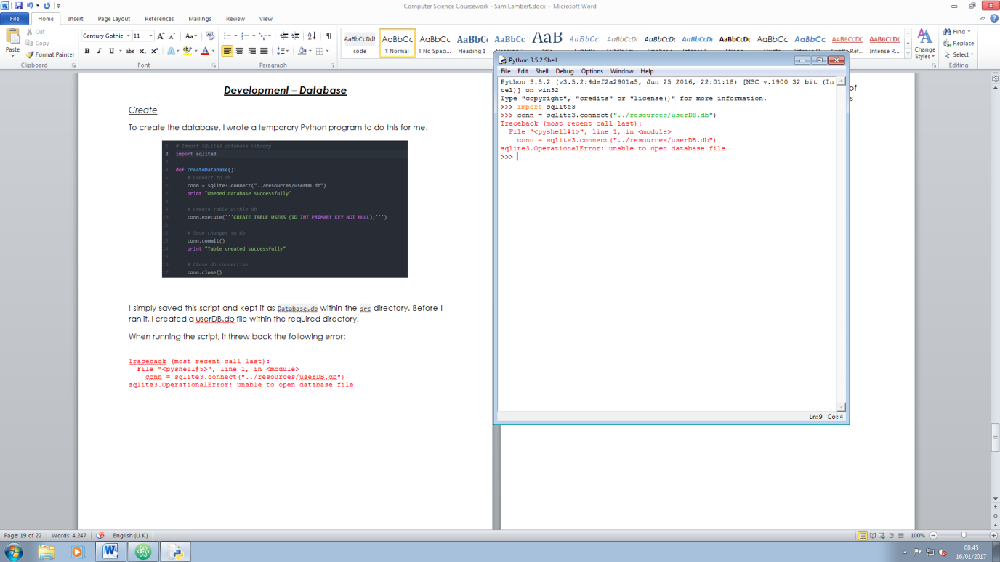 Computer Science Coursework - Sam Lambert.docx - Microsoft Word
File Home Insert Page Layout References Mailings Review View
Cut
Copy
Format Painter
Paste
Clipboard
Century Gothic 11
Font
Paragraph
AaBbCcDdI AaBbCc AaBbCc AaBbCc AaBbCc AaB AaBbCc. AaBbCcDc AaBbCcDc AaBbCcDc AaBbCcDc AaBbCc AaBbCcDc AABBCCDI AABBCCDI
code ¶ Normal ¶ No Spaci... Heading 1
Quote Ref... Intense R...
Change Styles
Find
Replace
Select
Editing
Development – Database
Create
To create the database, I wrote a temporary Python program to do this for me.
1 # Import SQLite3 database library
2 import sqlite3
3
4 def createDatabase():
5 # Connect to db
6 conn = sqlite3.connect("../resources/userDB.db")
7 print "Opened database successfully"
8
9 # Create table within db
10 conn.execute('''CREATE TABLE USERS (ID INT PRIMARY KEY NOT NULL);''')
11
12 # Save changes to db
13 conn.commit()
14 print "Table created successfully"
15
16 # Close db connection
17 conn.close()
I simply saved this script and kept it as Database.db within the src directory. Before I
ran it, I created a userDB.db file within the required directory.
When running the script, it threw back the following error:
Traceback (most recent call last):
File "<pyshell#5>", line 1, in <module>
conn = sqlite3.connect("../resources/userDB.db")
sqlite3.OperationalError: unable to open database file
of
s
Python 3.5.2 Shell
File Edit Shell Debug Options Window Help
Python 3.5.2 (v3.5.2:4def2a2901a5, Jun 25 2016, 22:01:18) [MSC v.1900 32 bit (In
tel)] on win32
Type "copyright", "credits" or "license()" for more information.
>>> import sqlite3
>>> conn = sqlite3.connect("../resources/userDB.db")
Traceback (most recent call last):
File "<pyshell#1>", line 1, in <module>
conn = sqlite3.connect("../resources/userDB.db")
sqlite3.OperationalError: unable to open database file
>>>
Ln: 9 Col: 4
Page: 19 of 22 Words: 4,247 English (U.K.) 100%
08:45
16/01/2017